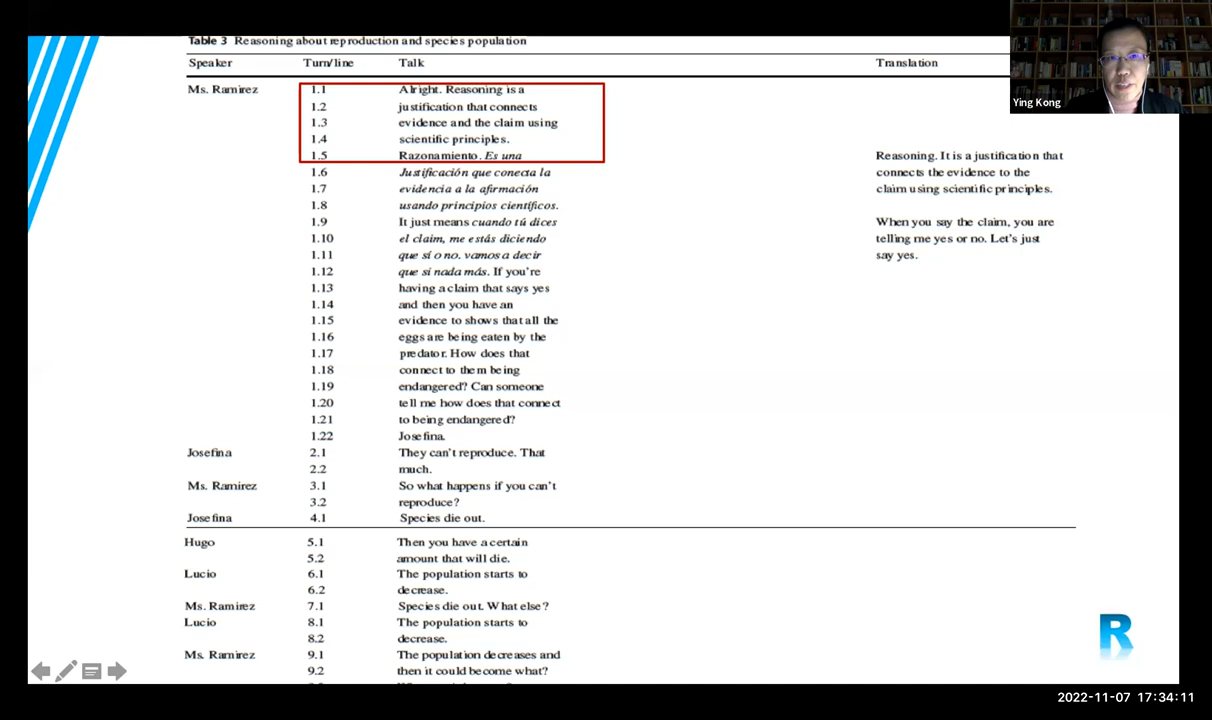 Table 3 Reasoning about reproduction and species population
Speaker Turn/line Talk Translation
Ms. Ramirez 1.1 Alright. Reasoning is a
1.2 justification that connects
1.3 evidence and the claim using
1.4 scientific principles.
1.5 Razonamiento. Es una Reasoning. It is a justification that
1.6 Justificación que conecta la connects the evidence to the
1.7 evidencia a la afirmación claim using scientific principles.
1.8 usando principios científicos.
1.9 It just means cuando tú dices When you say the claim, you are
1.10 el claim, me estás diciendo telling me yes or no. Let's just
1.11 que sí o no. vamos a decir say yes.
1.12 que sí nada más. If you're
1.13 having a claim that says yes
1.14 and then you have an
1.15 evidence to shows that all the
1.16 eggs are being eaten by the
1.17 predator. How does that
1.18 connect to them being
1.19 endangered? Can someone
1.20 tell me how does that connect
1.21 to being endangered?
1.22 Josefina.
Josefina 2.1 They can't reproduce. That
2.2 much.
Ms. Ramirez 3.1 So what happens if you can't
3.2 reproduce?
Josefina 4.1 Species die out.
Hugo 5.1 Then you have a certain
5.2 amount that will die.
Lucio 6.1 The population starts to
6.2 decrease.
Ms. Ramirez 7.1 Species die out. What else?
Lucio 8.1 The population starts to
8.2 decrease.
Ms. Ramirez 9.1 The population decreases and
9.2 then it could become what?
Ying Kong
R
2022-11-07 17:34:11